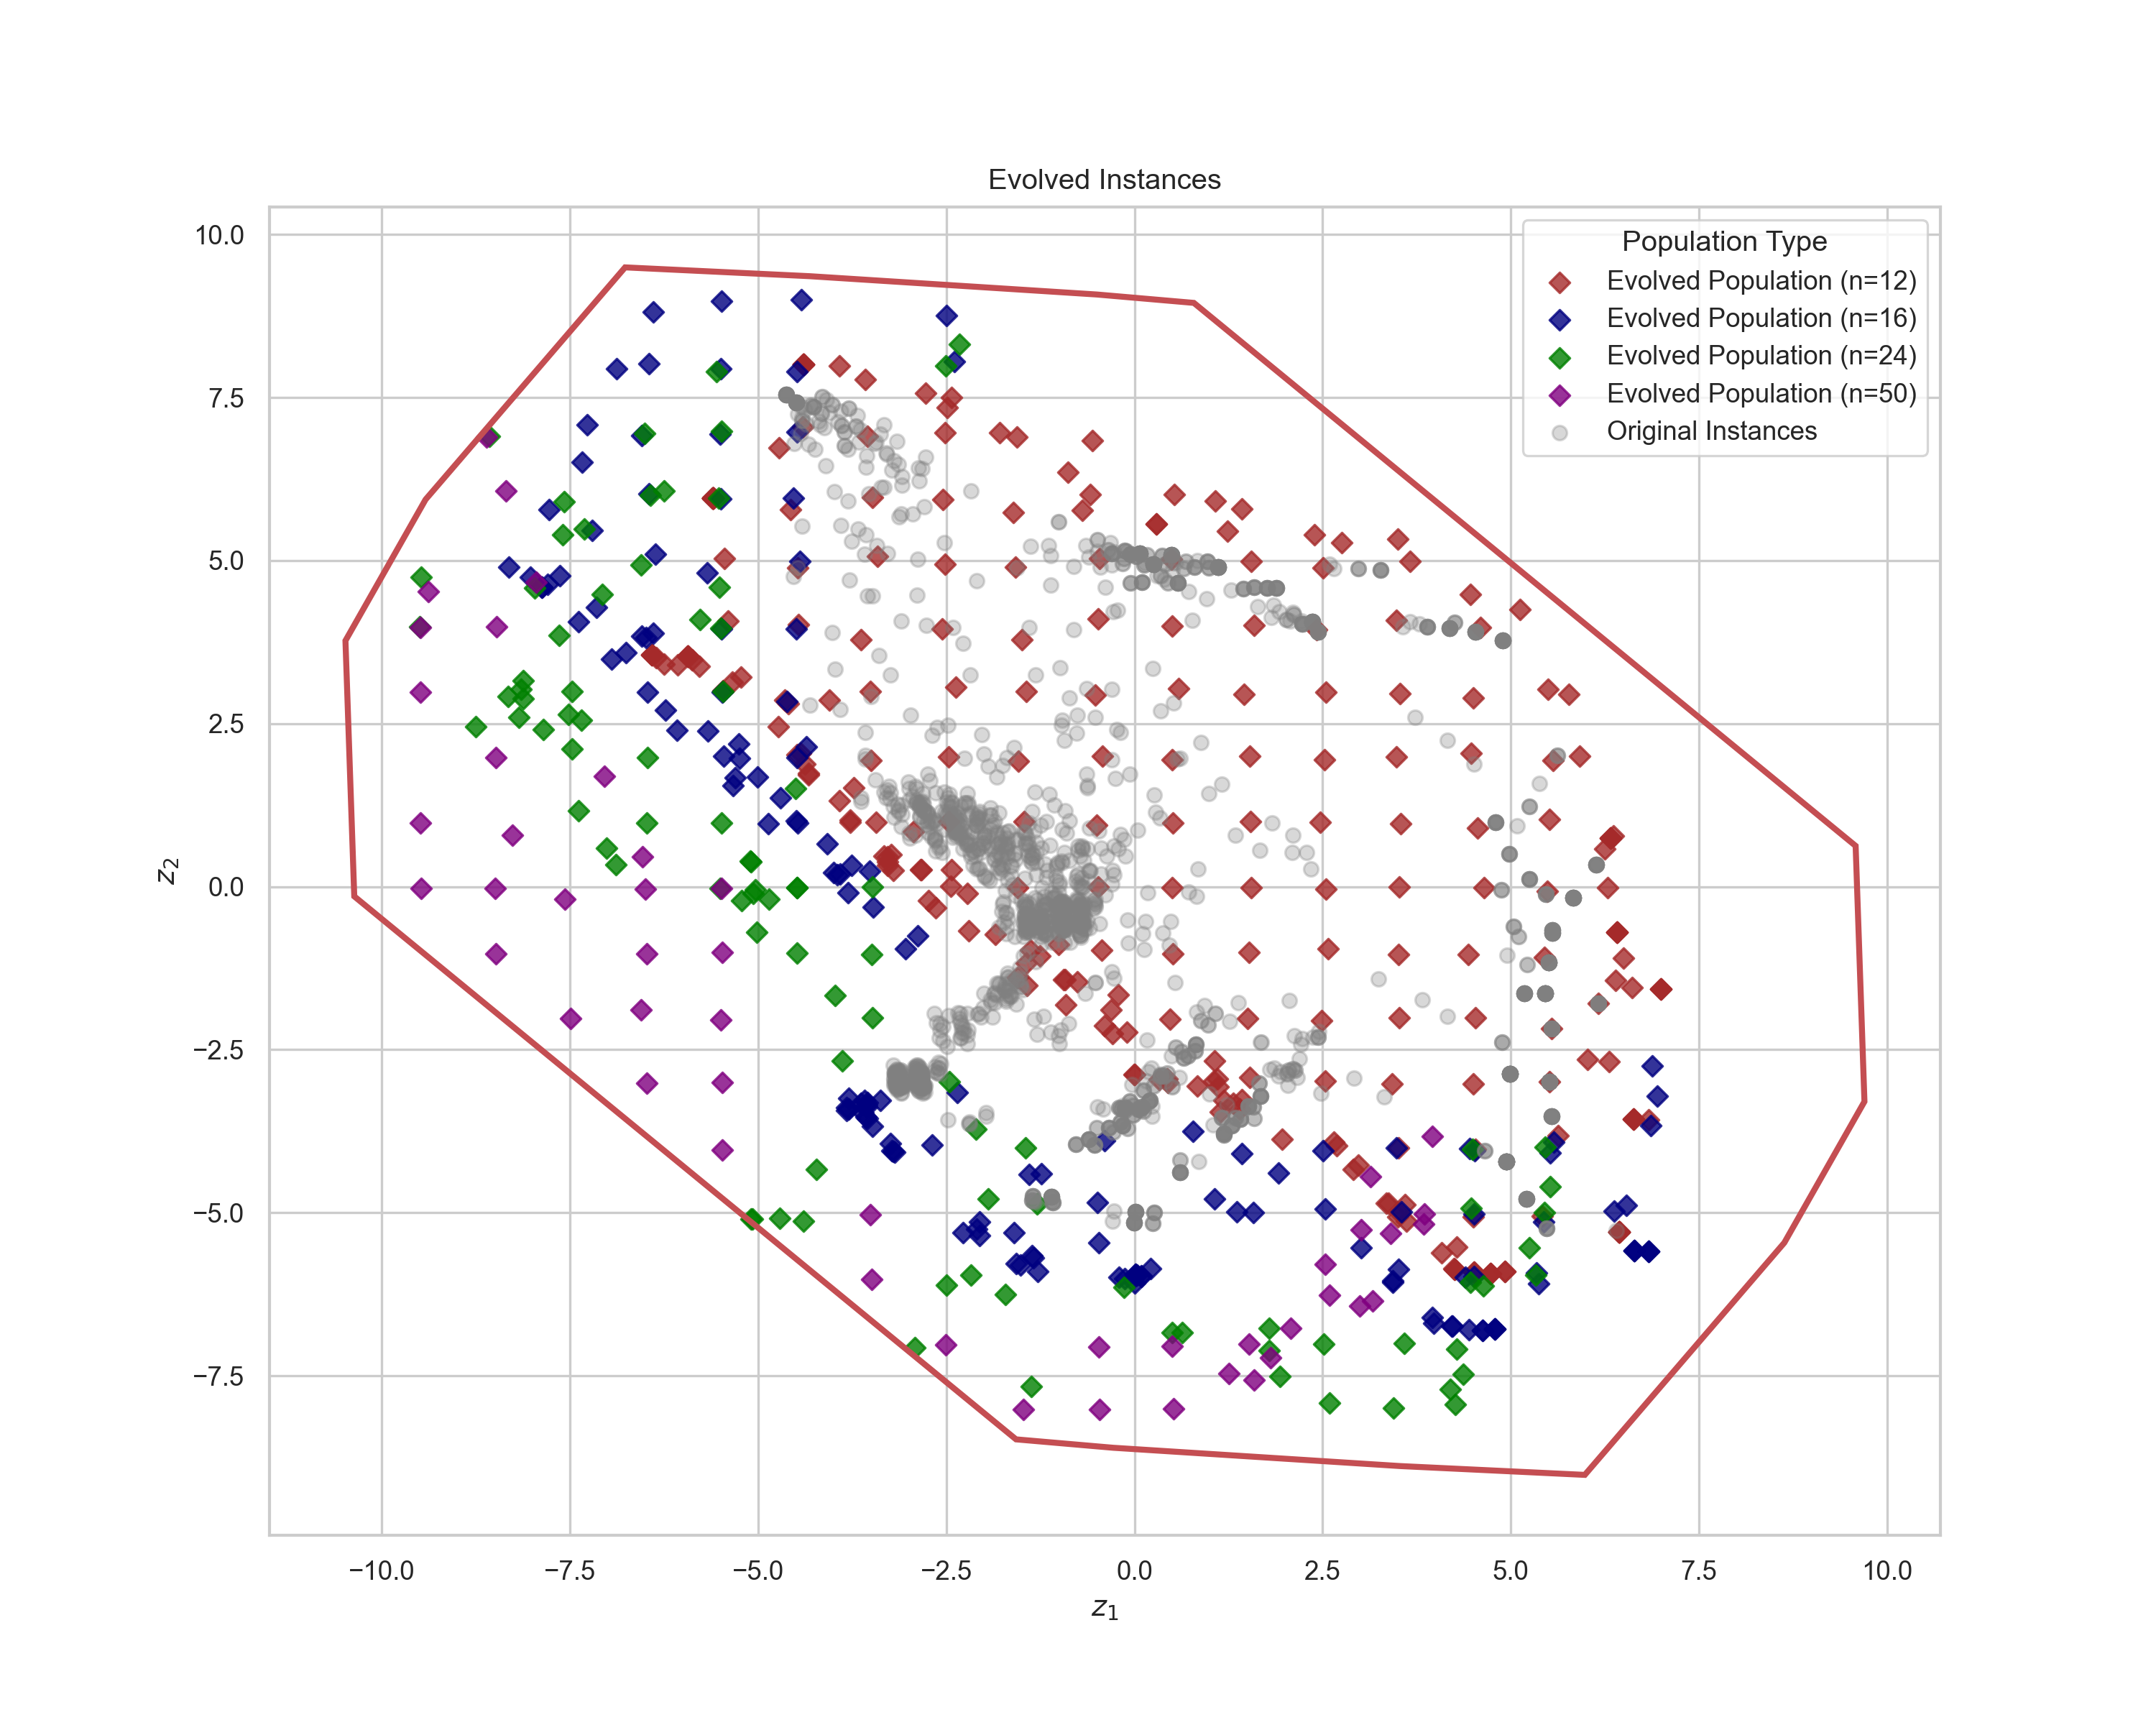 Evolved Instances
10.0
7.5
5.0
2.5
0.0
−2.5
−5.0
−7.5
z2
Population Type
Evolved Population (n=12)
Evolved Population (n=16)
Evolved Population (n=24)
Evolved Population (n=50)
Original Instances
−10.0 −7.5 −5.0 −2.5 0.0 2.5 5.0 7.5 10.0
z1